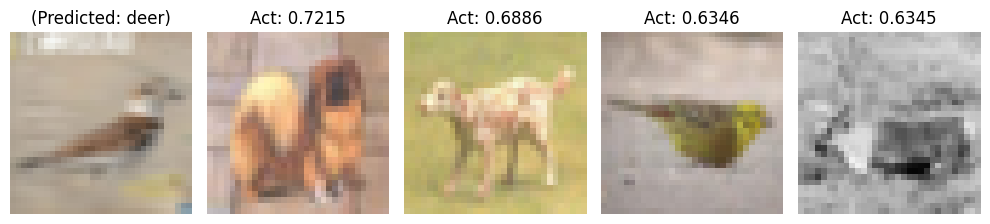 (Predicted: deer)
Act: 0.7215
Act: 0.6886
Act: 0.6346
Act: 0.6345